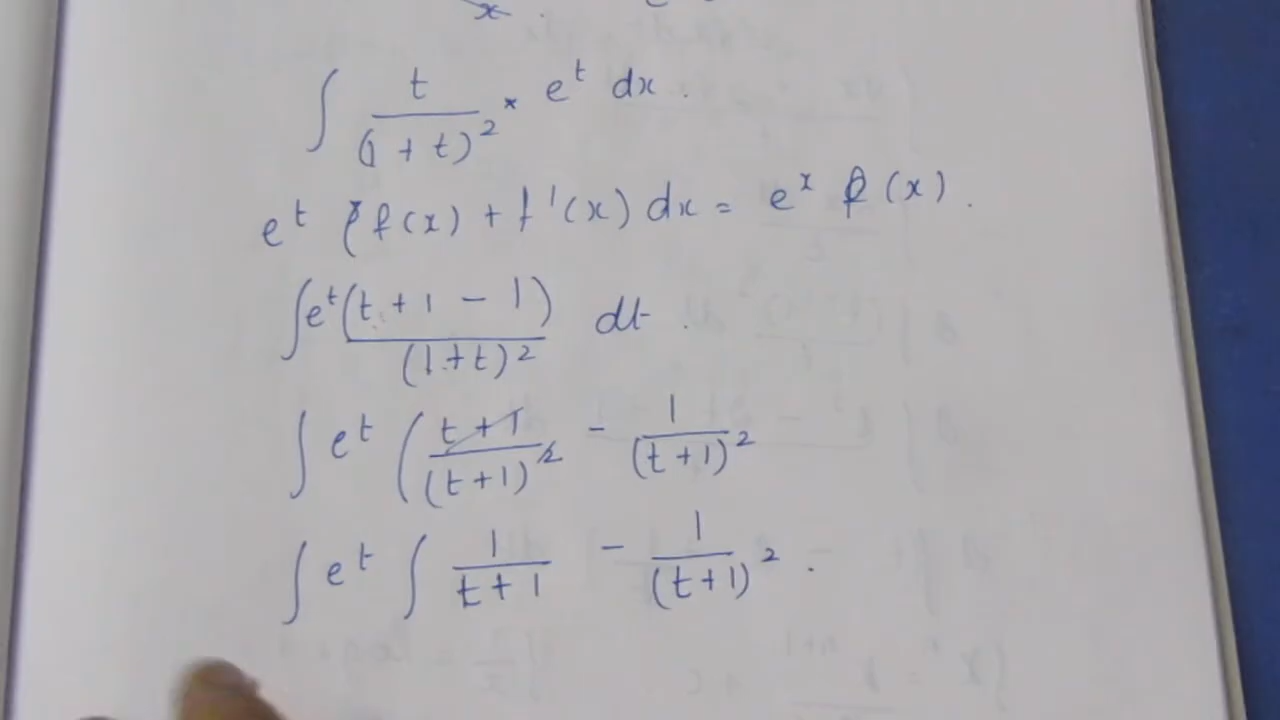 x .
∫ t/(1 + t)² × e^t dx .
e^t (f(x) + f'(x) dx = e^x f(x) .
∫e^t (t + 1 - 1)/(1+t)² dt .
∫ e^t ( (t + 1)/(t+1)² - 1/(t+1)²
∫ e^t ∫ 1/(t + 1) - 1/(t+1)² .